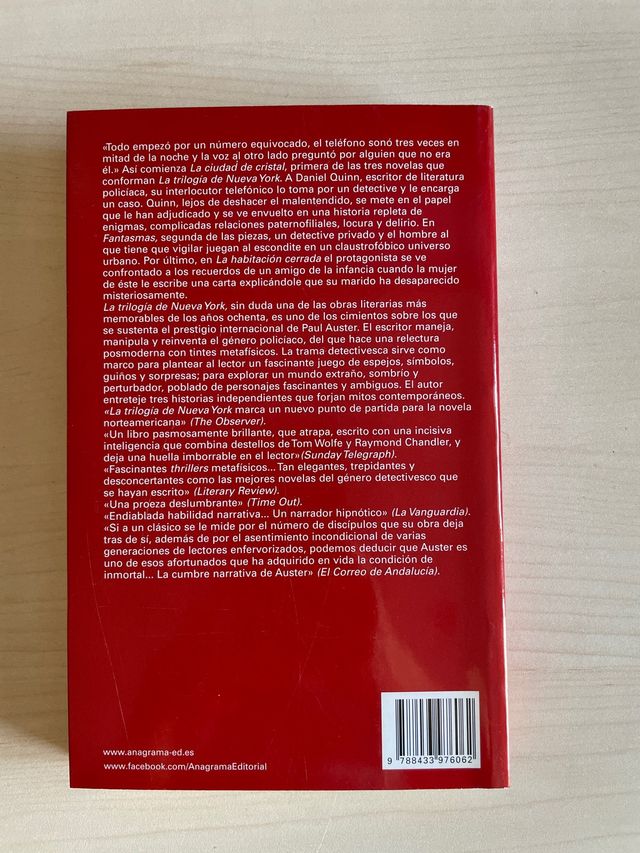 «Todo empezó por un número equivocado, el teléfono sonó tres veces en
mitad de la noche y la voz al otro lado preguntó por alguien que no era
él.» Así comienza La ciudad de cristal, primera de las tres novelas que
conforman La trilogía de Nueva York. A Daniel Quinn, escritor de literatura
policíaca, su interlocutor telefónico lo toma por un detective y le encarga
un caso. Quinn, lejos de deshacer el malentendido, se mete en el papel
que le han adjudicado y se ve envuelto en una historia repleta de
enigmas, complicadas relaciones paternofiliales, locura y delirio. En
Fantasmas, segunda de las piezas, un detective privado y el hombre al
que tiene que vigilar juegan al escondite en un claustrofóbico universo
urbano. Por último, en La habitación cerrada el protagonista se ve
confrontado a los recuerdos de un amigo de la infancia cuando la mujer
de éste le escribe una carta explicándole que su marido ha desaparecido
misteriosamente.
La trilogía de Nueva York, sin duda una de las obras literarias más
memorables de los años ochenta, es uno de los cimientos sobre los que
se sustenta el prestigio internacional de Paul Auster. El escritor maneja,
manipula y reinventa el género policíaco, del que hace una relectura
posmoderna con tintes metafísicos. La trama detectivesca sirve como
marco para plantear al lector un fascinante juego de espejos, símbolos,
guiños y sorpresas; para explorar un mundo extraño, sombrío y
perturbador, poblado de personajes fascinantes y ambiguos. El autor
entreteje tres historias independientes que forjan mitos contemporáneos.
«La trilogía de Nueva York marca un nuevo punto de partida para la novela
norteamericana» (The Observer).
«Un libro pasmosamente brillante, que atrapa, escrito con una incisiva
inteligencia que combina destellos de Tom Wolfe y Raymond Chandler, y
deja una huella imborrable en el lector» (Sunday Telegraph).
«Fascinantes thrillers metafísicos... Tan elegantes, trepidantes y
desconcertantes como las mejores novelas del género detectivesco que
se hayan escrito» (Literary Review).
«Una proeza deslumbrante» (Time Out).
«Endiablada habilidad narrativa... Un narrador hipnótico» (La Vanguardia).
«Si a un clásico se le mide por el número de discípulos que su obra deja
tras de sí, además de por el asentimiento incondicional de varias
generaciones de lectores enfervorizados, podemos deducir que Auster es
uno de esos afortunados que ha adquirido en vida la condición de
inmortal... La cumbre narrativa de Auster» (El Correo de Andalucía).
www.anagrama-ed.es
www.facebook.com/AnagramaEditorial
9 788433 976062